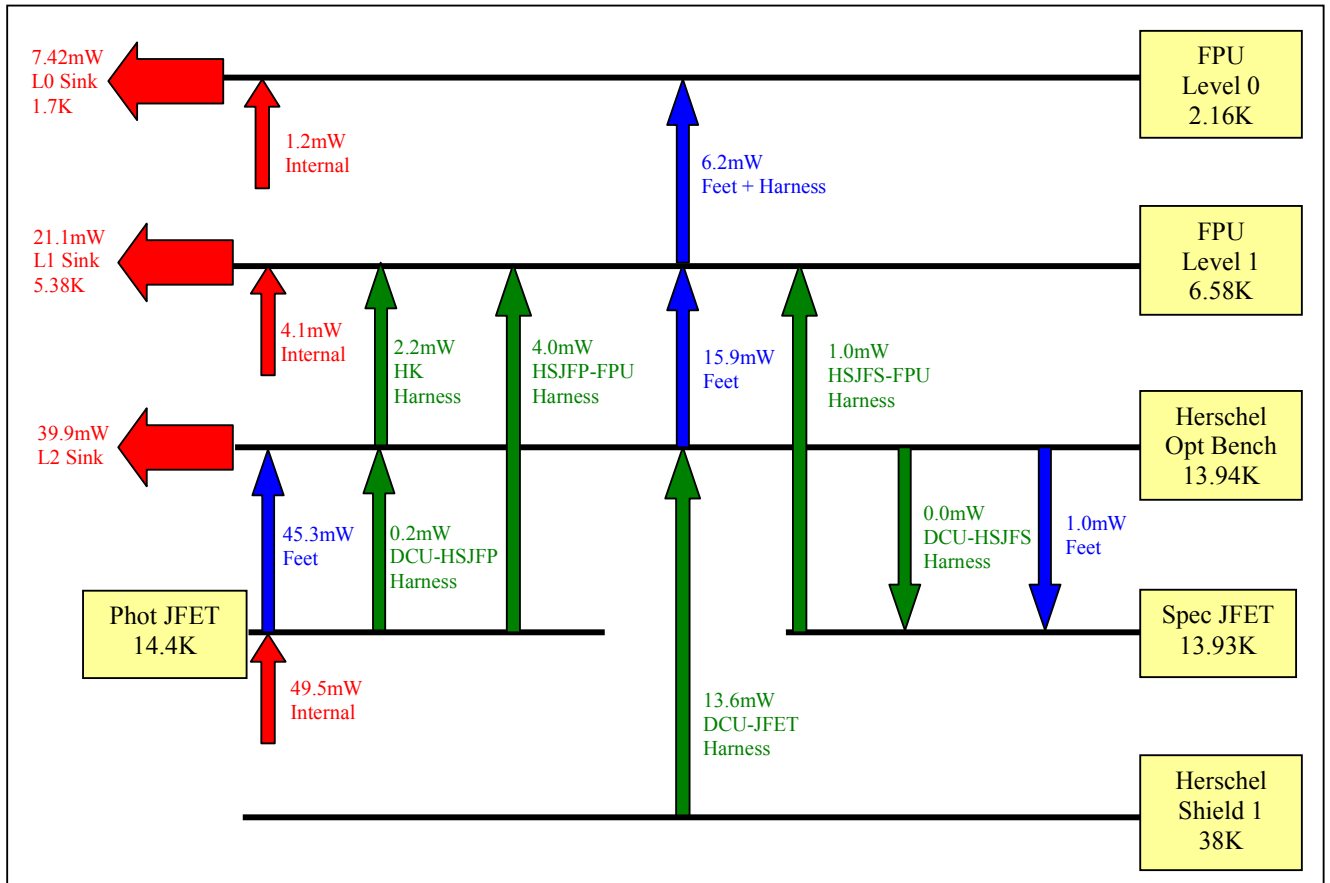 7.42mW
L0 Sink
1.7K
1.2mW
Internal
6.2mW
Feet + Harness
FPU
Level 0
2.16K
21.1mW
L1 Sink
5.38K
4.1mW
Internal
2.2mW
HK
Harness
4.0mW
HSJFP-FPU
Harness
15.9mW
Feet
1.0mW
HSJFS-FPU
Harness
FPU
Level 1
6.58K
39.9mW
L2 Sink
45.3mW
Feet
0.2mW
DCU-HSJFP
Harness
0.0mW
DCU-HSJFS
Harness
1.0mW
Feet
Herschel
Opt Bench
13.94K
Phot JFET
14.4K
Spec JFET
13.93K
49.5mW
Internal
13.6mW
DCU-JFET
Harness
Herschel
Shield 1
38K